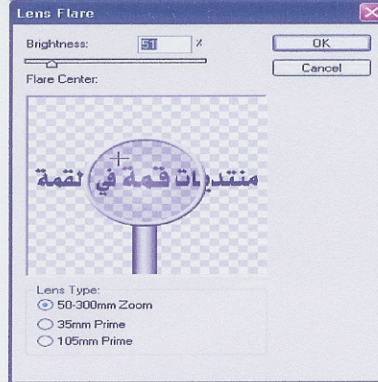 Lens Flare
Brightness: 51 %
OK
Cancel
Flare Center:
منتديات قمة في لقمة
Lens Type:
50-300mm Zoom
35mm Prime
105mm Prime